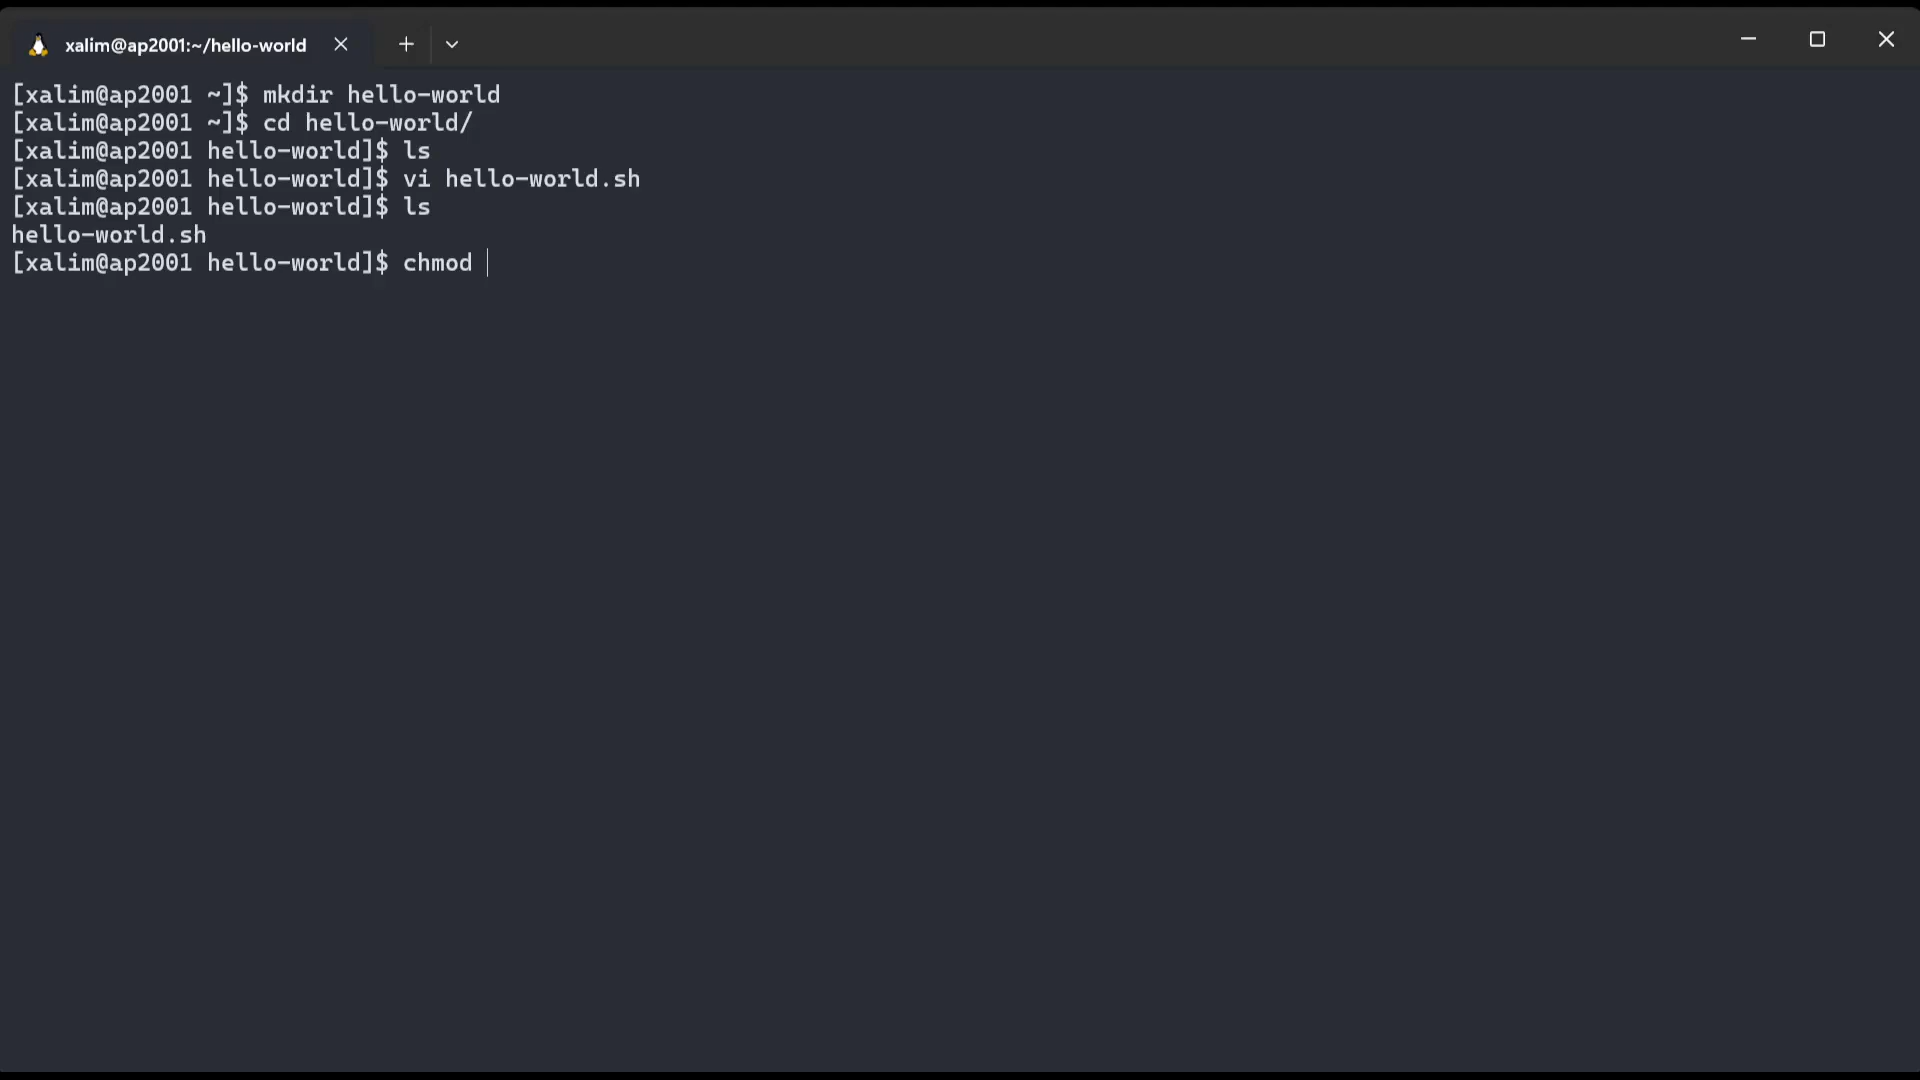 xalim@ap2001:~/hello-world
[xalim@ap2001 ~]$ mkdir hello-world
[xalim@ap2001 ~]$ cd hello-world/
[xalim@ap2001 hello-world]$ ls
[xalim@ap2001 hello-world]$ vi hello-world.sh
[xalim@ap2001 hello-world]$ ls
hello-world.sh
[xalim@ap2001 hello-world]$ chmod